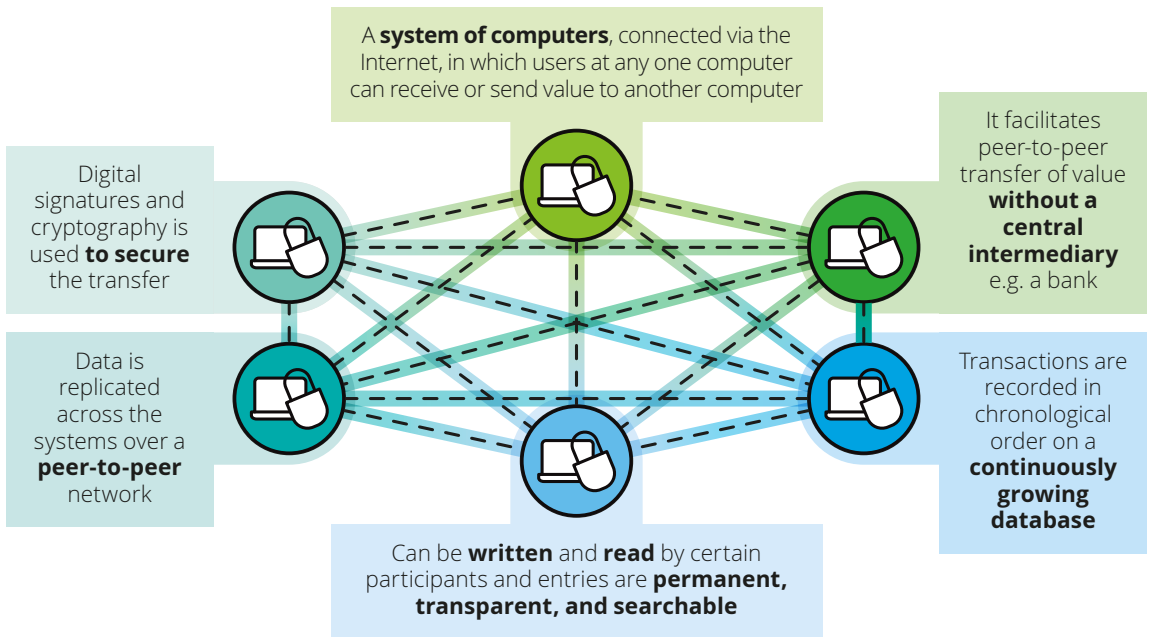 A system of computers, connected via the
Internet, in which users at any one computer
can receive or send value to another computer
It facilitates
peer-to-peer
transfer of value
without a
central
intermediary
e.g. a bank
Digital
signatures and
cryptography is
used to secure
the transfer
Data is
replicated
across the
systems over a
peer-to-peer
network
Transactions are
recorded in
chronological
order on a
continuously
growing
database
Can be written and read by certain
participants and entries are permanent,
transparent, and searchable